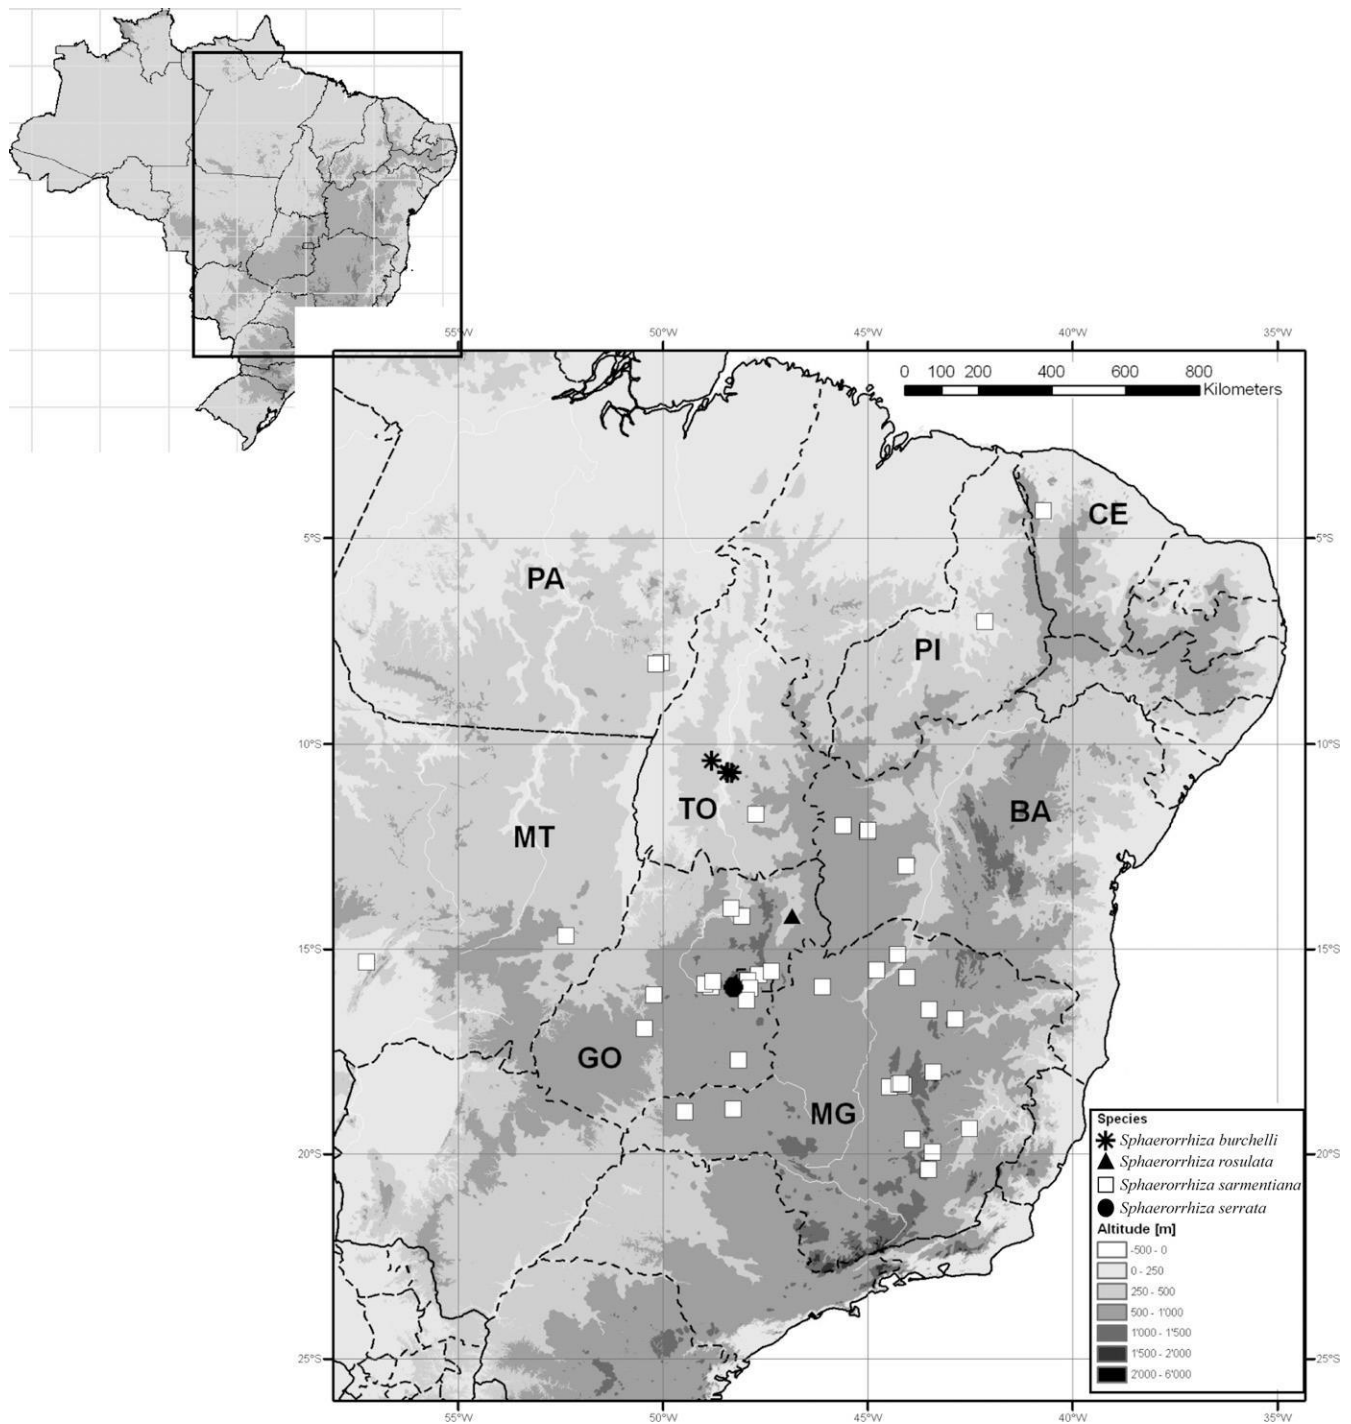 55°W 50°W 45°W 40°W 35°W
0 100 200 400 600 800
Kilometers
CE
5°S 5°S
PA
PI
10°S 10°S
TO
BA
MT
15°S 15°S
GO
MG
Species
Sphaerorrhiza burchelli
Sphaerorrhiza rosulata
Sphaerorrhiza sarmentiana
Sphaerorrhiza serrata
20°S 20°S
Altitude [m]
-500 - 0
0 - 250
250 - 500
500 - 1'000
1'000 - 1'500
1'500 - 2'000
2'000 - 6'000
25°S 25°S
50°W 45°W 40°W 35°W